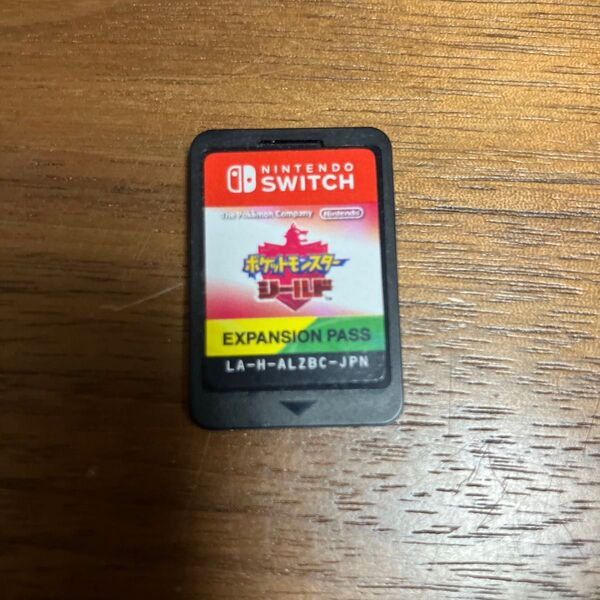 NINTENDO
SWITCH
The Pokémon Company Nintendo
ポケットモンスター
シールド
TM
EXPANSION PASS
LA-H-ALZBC-JPN